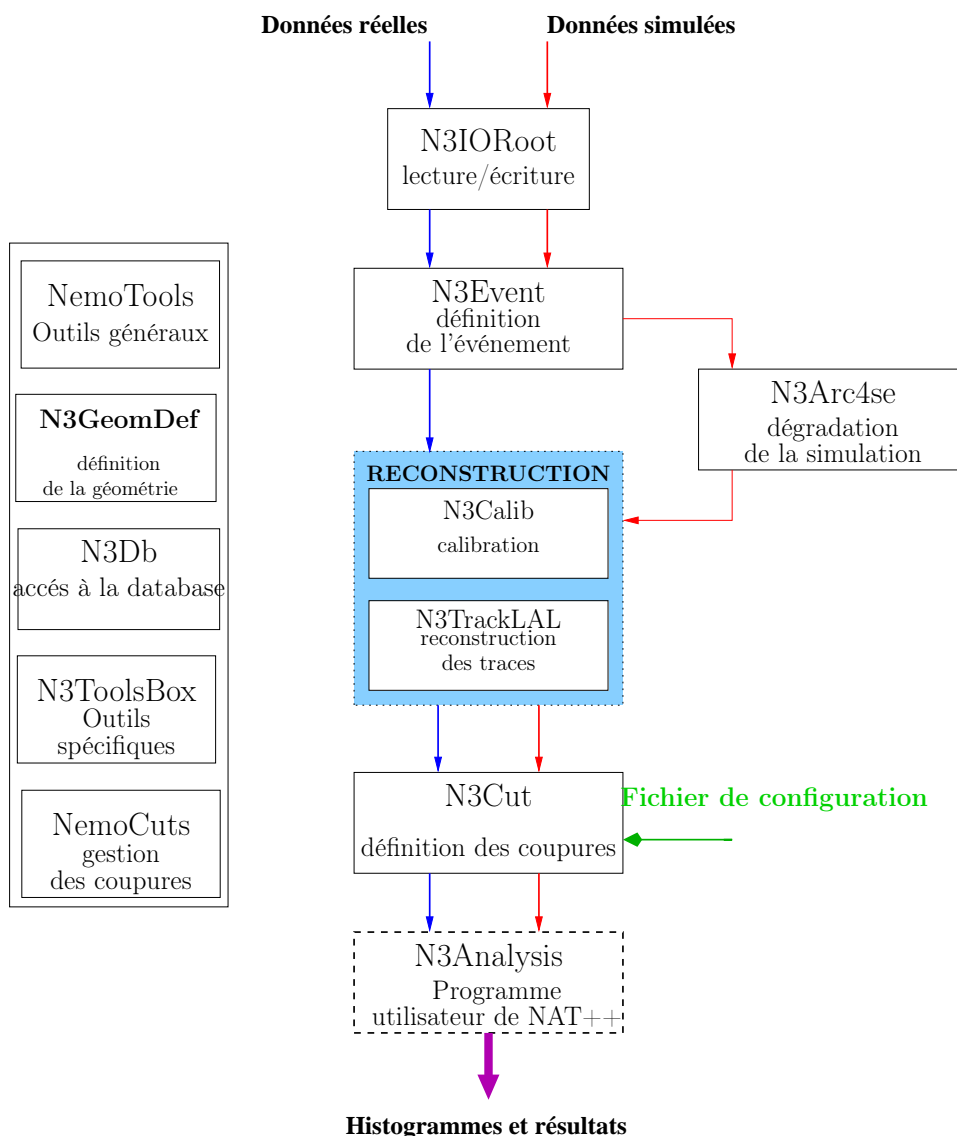 Données réelles
Données simulées
N3IORoot
lecture/écriture
N3Event
définition
de l'événement
N3Arc4se
dégradation
de la simulation
RECONSTRUCTION
N3Calib
calibration
N3TrackLAL
reconstruction
des traces
N3Cut
définition des coupures
Fichier de configuration
N3Analysis
Programme
utilisateur de NAT++
Histogrammes et résultats
NemoTools
Outils généraux
N3GeomDef
définition
de la géométrie
N3Db
accés à la database
N3ToolsBox
Outils
spécifiques
NemoCuts
gestion
des coupures